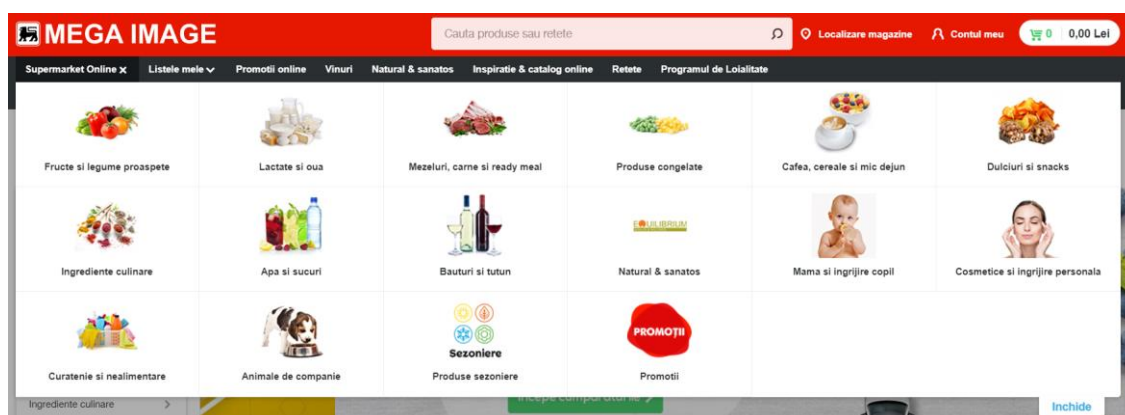 MEGA IMAGE
Cauta produse sau retete
Localizare magazine
Contul meu
0
0,00 Lei
Supermarket Online x
Listele mele
Promotii online
Vinuri
Natural & sanatos
Inspiratie & catalog online
Retete
Programul de Loialitate
Fructe si legume proaspete
Lactate si oua
Mezeluri, carne si ready meal
Produse congelate
Cafea, cereale si mic dejun
Dulciuri si snacks
EQUILIBRIUM
Ingrediente culinare
Apa si sucuri
Bauturi si tutun
Natural & sanatos
Mama si ingrijire copil
Cosmetice si ingrijire personala
Sezoniere
PROMOȚII
Curatenie si nealimentare
Animale de companie
Produse sezoniere
Promotii
Ingrediente culinare
Incepe cumparaturile
Inchide